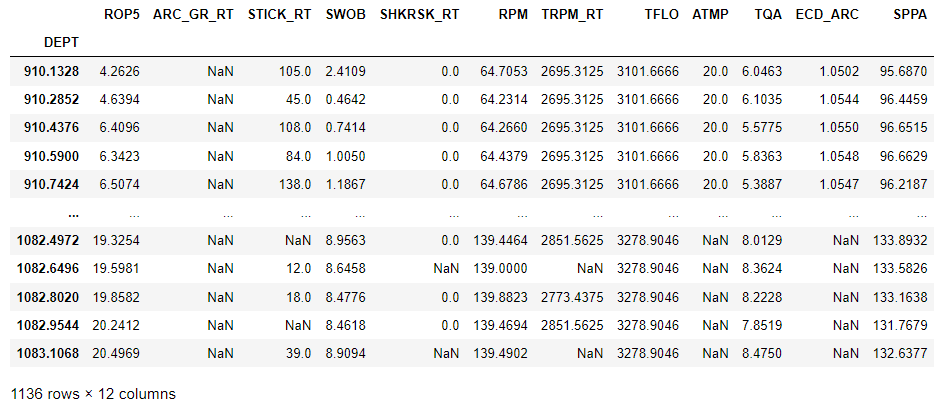 ROP5 ARC_GR_RT STICK_RT SWOB SHKRSK_RT RPM TRPM_RT TFLO ATMP TQA ECD_ARC SPPA
DEPT
910.1328 4.2626 NaN 105.0 2.4109 0.0 64.7053 2695.3125 3101.6666 20.0 6.0463 1.0502 95.6870
910.2852 4.6394 NaN 45.0 0.4642 0.0 64.2314 2695.3125 3101.6666 20.0 6.1035 1.0544 96.4459
910.4376 6.4096 NaN 108.0 0.7414 0.0 64.2660 2695.3125 3101.6666 20.0 5.5775 1.0550 96.6515
910.5900 6.3423 NaN 84.0 1.0050 0.0 64.4379 2695.3125 3101.6666 20.0 5.8363 1.0548 96.6629
910.7424 6.5074 NaN 138.0 1.1867 0.0 64.6786 2695.3125 3101.6666 20.0 5.3887 1.0547 96.2187
... ... ... ... ... ... ... ... ... ... ... ... ...
1082.4972 19.3254 NaN NaN 8.9563 0.0 139.4464 2851.5625 3278.9046 NaN 8.0129 NaN 133.8932
1082.6496 19.5981 NaN 12.0 8.6458 NaN 139.0000 NaN 3278.9046 NaN 8.3624 NaN 133.5826
1082.8020 19.8582 NaN 18.0 8.4776 0.0 139.8823 2773.4375 3278.9046 NaN 8.2228 NaN 133.1638
1082.9544 20.2412 NaN NaN 8.4618 0.0 139.4694 2851.5625 3278.9046 NaN 7.8519 NaN 131.7679
1083.1068 20.4969 NaN 39.0 8.9094 NaN 139.4902 NaN 3278.9046 NaN 8.4750 NaN 132.6377
1136 rows × 12 columns